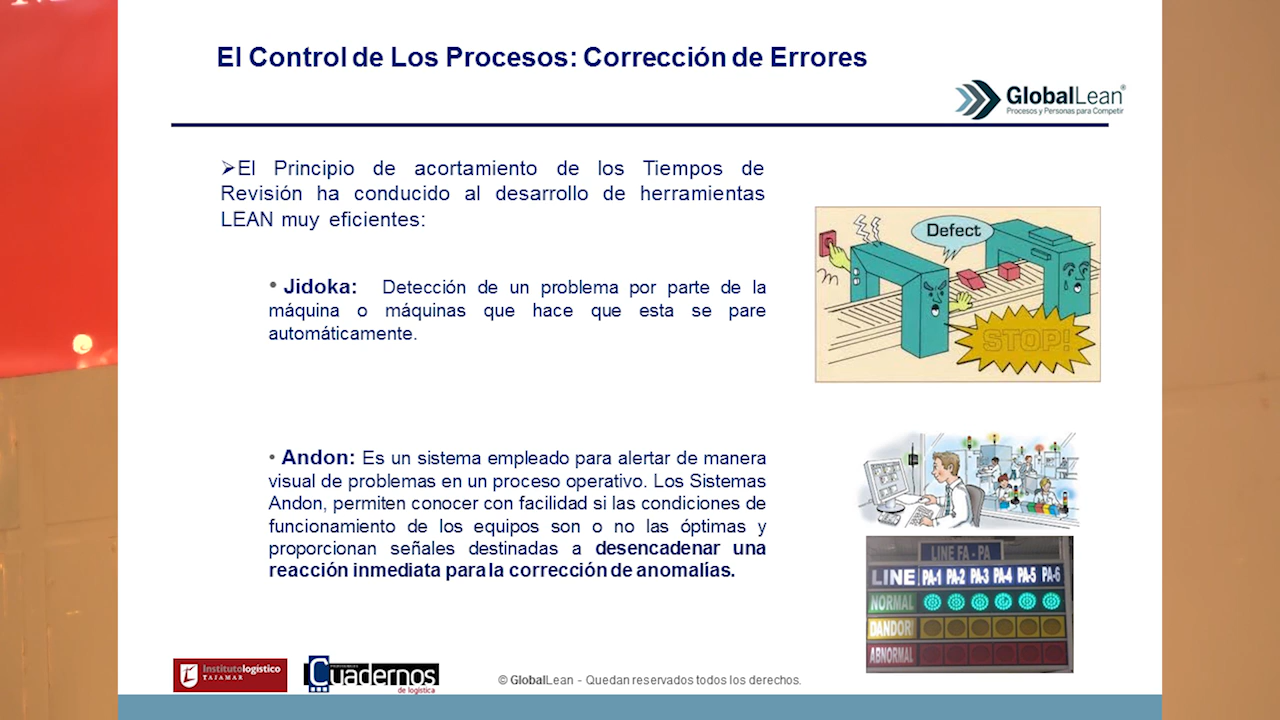 El Control de Los Procesos: Corrección de Errores
GlobalLean®
Procesos y Personas para Competir
➢El Principio de acortamiento de los Tiempos de
Revisión ha conducido al desarrollo de herramientas
LEAN muy eficientes:
• Jidoka: Detección de un problema por parte de la
máquina o máquinas que hace que esta se pare
automáticamente.
Defect
STOP!
• Andon: Es un sistema empleado para alertar de manera
visual de problemas en un proceso operativo. Los Sistemas
Andon, permiten conocer con facilidad si las condiciones de
funcionamiento de los equipos son o no las óptimas y
proporcionan señales destinadas a desencadenar una
reacción inmediata para la corrección de anomalías.
LINE FA - PA
LINE PA-1 PA-2 PA-3 PA-4 PA-5 PA-6
NORMAL
DANDORI
ABNORMAL
institutologístico
TAJAMAR
Cuadernos
de logística
© GlobalLean - Quedan reservados todos los derechos.